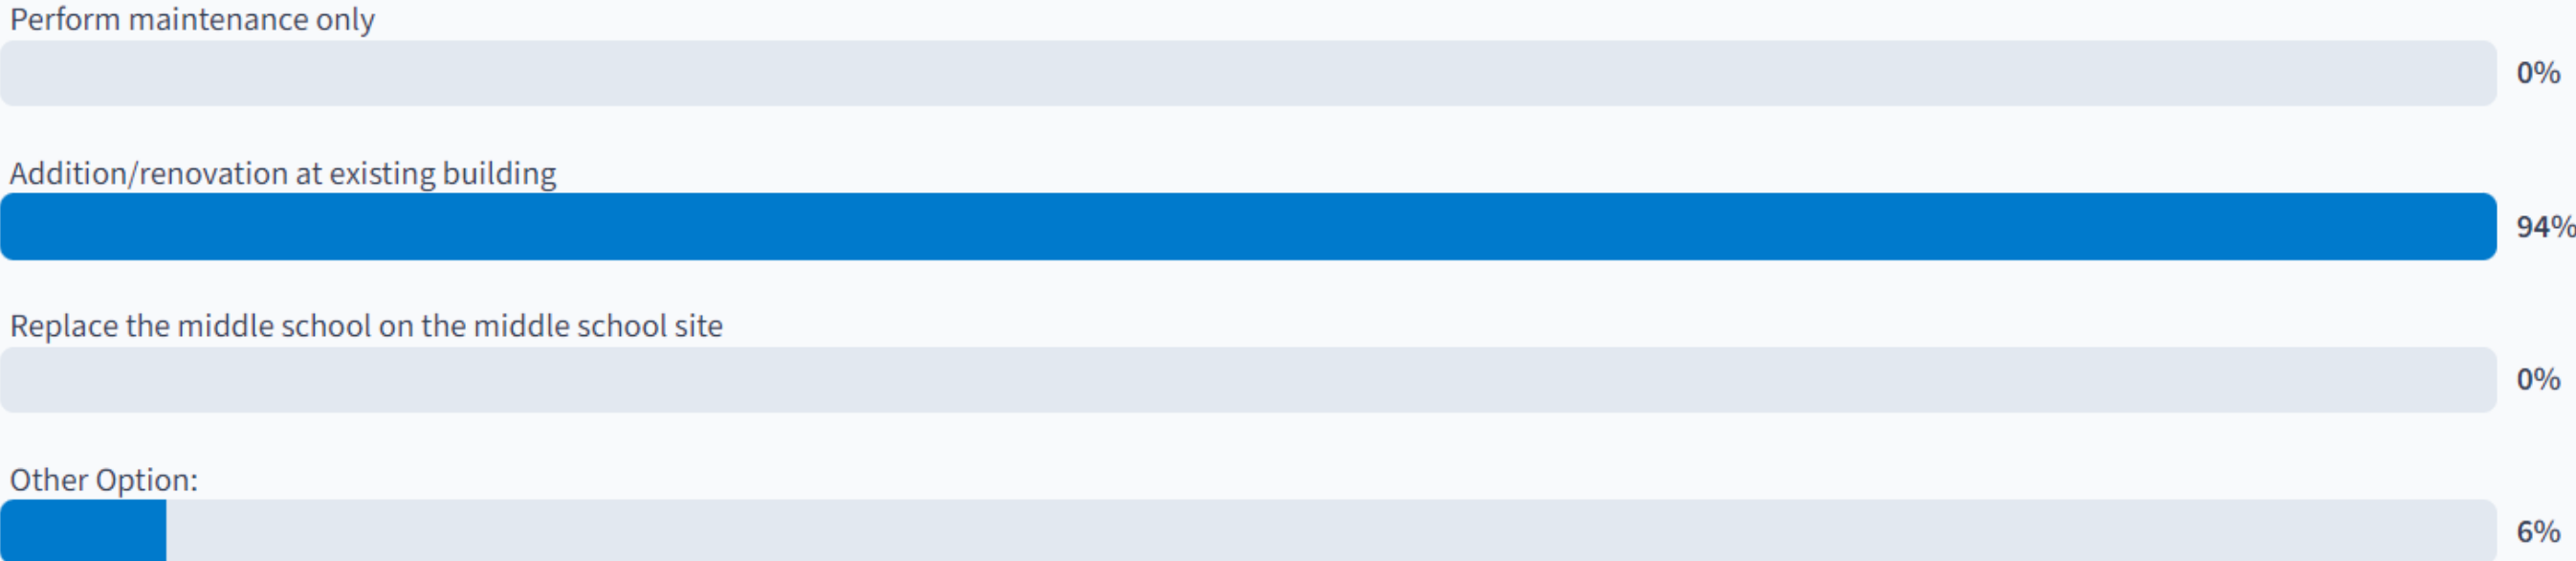 Perform maintenance only
0%
Addition/renovation at existing building
94%
Replace the middle school on the middle school site
0%
Other Option:
6%